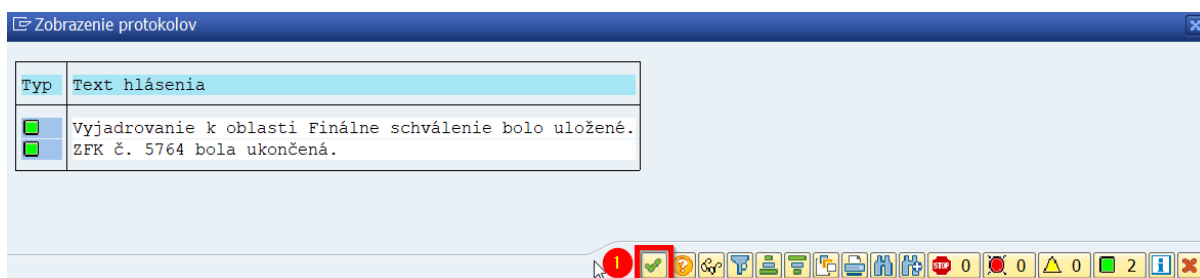 Zobrazenie protokolov
Typ Text hlásenia
Vyjadrovanie k oblasti Finálne schválenie bolo uložené.
ZFK č. 5764 bola ukončená.
1 STOP 0 0 0 2